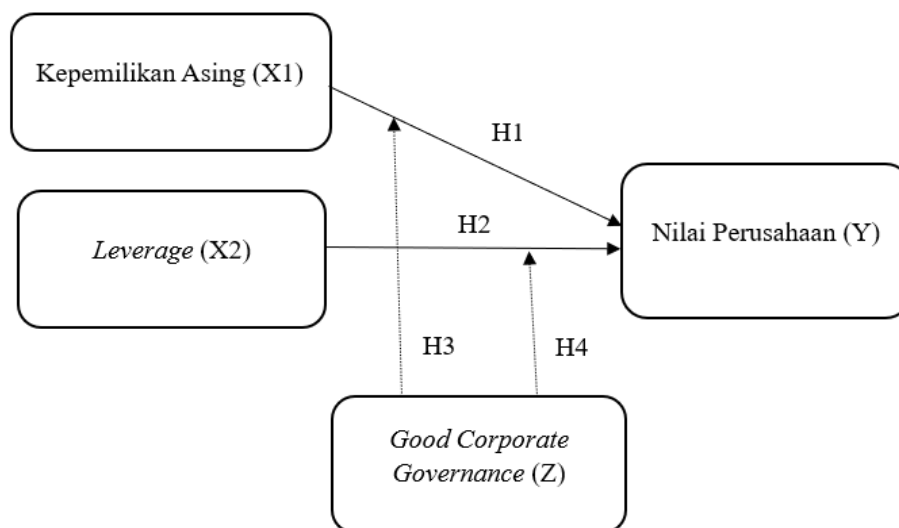 Kepemilikan Asing (X1)
H1
Nilai Perusahaan (Y)
H2
Leverage (X2)
H3
H4
Good Corporate
Governance (Z)